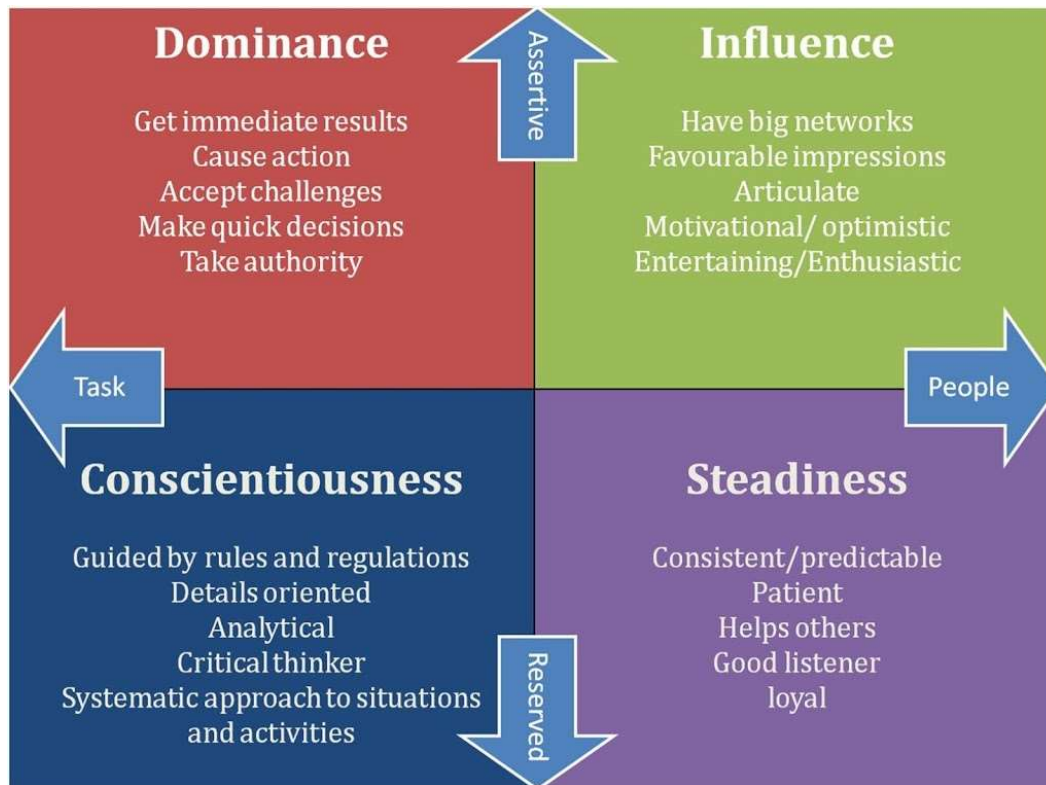 Dominance
Get immediate results
Cause action
Accept challenges
Make quick decisions
Take authority
Assertive
Influence
Have big networks
Favourable impressions
Articulate
Motivational/ optimistic
Entertaining/Enthusiastic
Task
People
Conscientiousness
Guided by rules and regulations
Details oriented
Analytical
Critical thinker
Systematic approach to situations
and activities
Reserved
Steadiness
Consistent/predictable
Patient
Helps others
Good listener
loyal